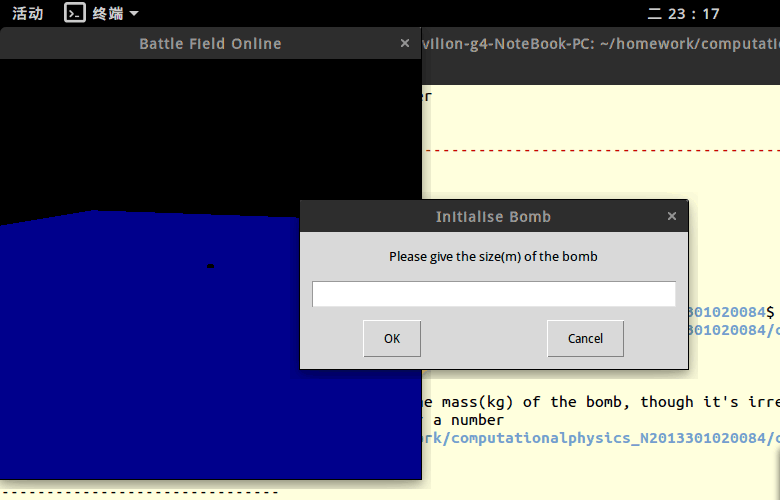 活动 终端 二 23 : 17
Battle Field Online
vilion-g4-NoteBook-PC: ~/homework/computati
Initialise Bomb
Please give the size(m) of the bomb
OK Cancel
301020084$
301020084/c
mass(kg) of the bomb, though it's irre
a number
rk/computationalphysics_N2013301020084/c